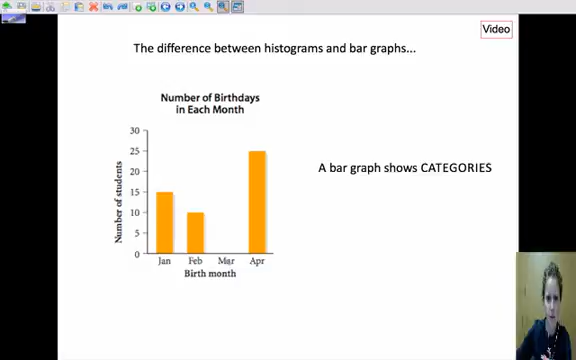 Video
The difference between histograms and bar graphs...
Number of Birthdays
in Each Month
30
25
20
15
10
5
0
Number of students
Jan Feb Mar Apr
Birth month
A bar graph shows CATEGORIES